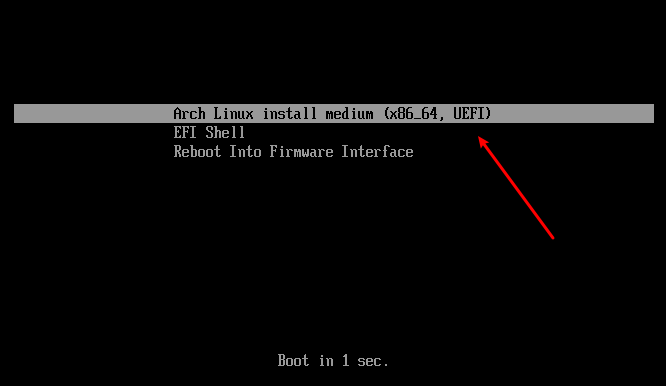 Arch Linux install medium (x86_64, UEFI)
EFI Shell
Reboot Into Firmware Interface
Boot in 1 sec.